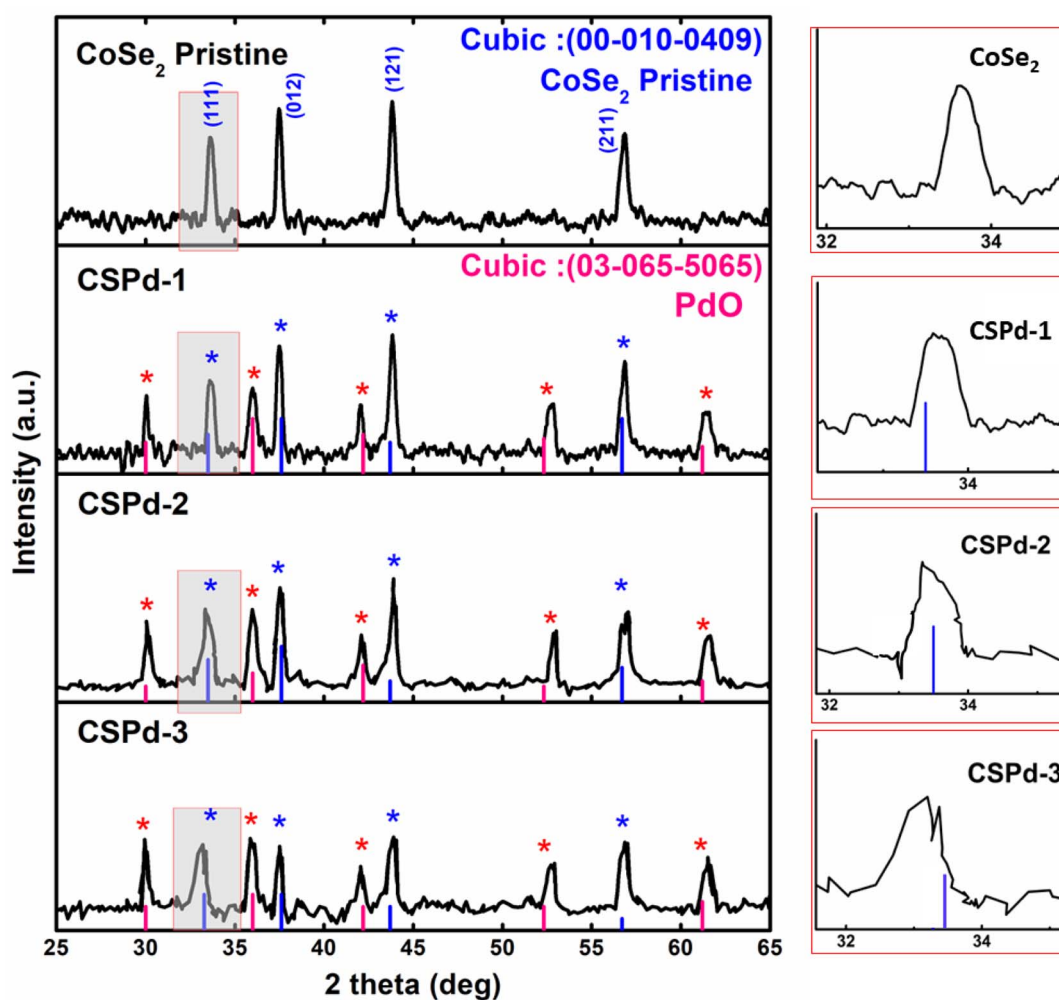 CoSe2 Pristine
Cubic :(00-010-0409)
CoSe2 Pristine
(111)
(012)
(121)
(211)
CSPd-1
Cubic :(03-065-5065)
PdO
* * * * * * * * *
CSPd-2
* * * * * * * * *
CSPd-3
* * * * * * * * *
25 30 35 40 45 50 55 60 65
2 theta (deg)
Intensity (a.u.)
CoSe2
32 34
CSPd-1
34
CSPd-2
32 34
CSPd-3
32 34